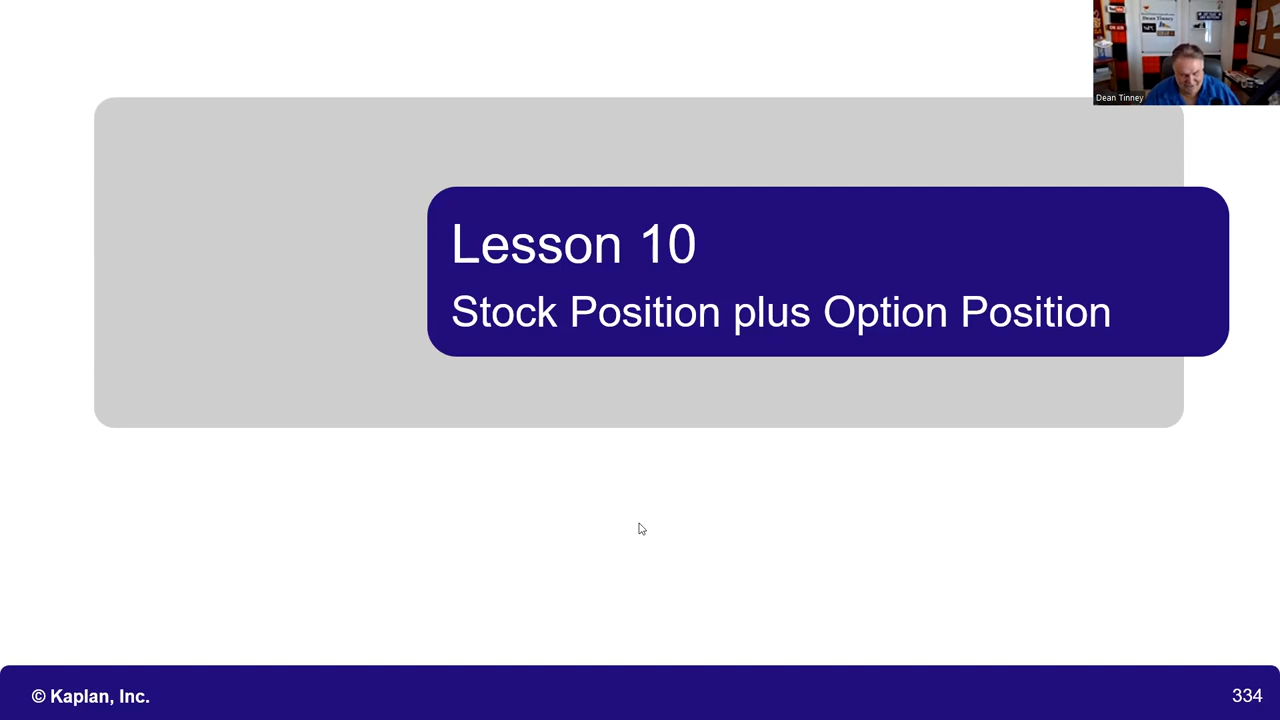 Dean Tinney
Lesson 10
Stock Position plus Option Position
© Kaplan, Inc.
334